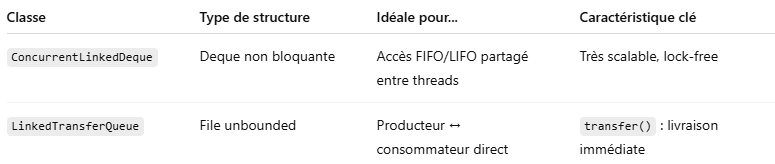 Classe Type de structure Idéale pour... Caractéristique clé
ConcurrentLinkedDeque Deque non bloquante Accès FIFO/LIFO partagé Très scalable, lock-free
entre threads
LinkedTransferQueue File unbounded Producteur ↔ transfer() : livraison
consommateur direct immédiate